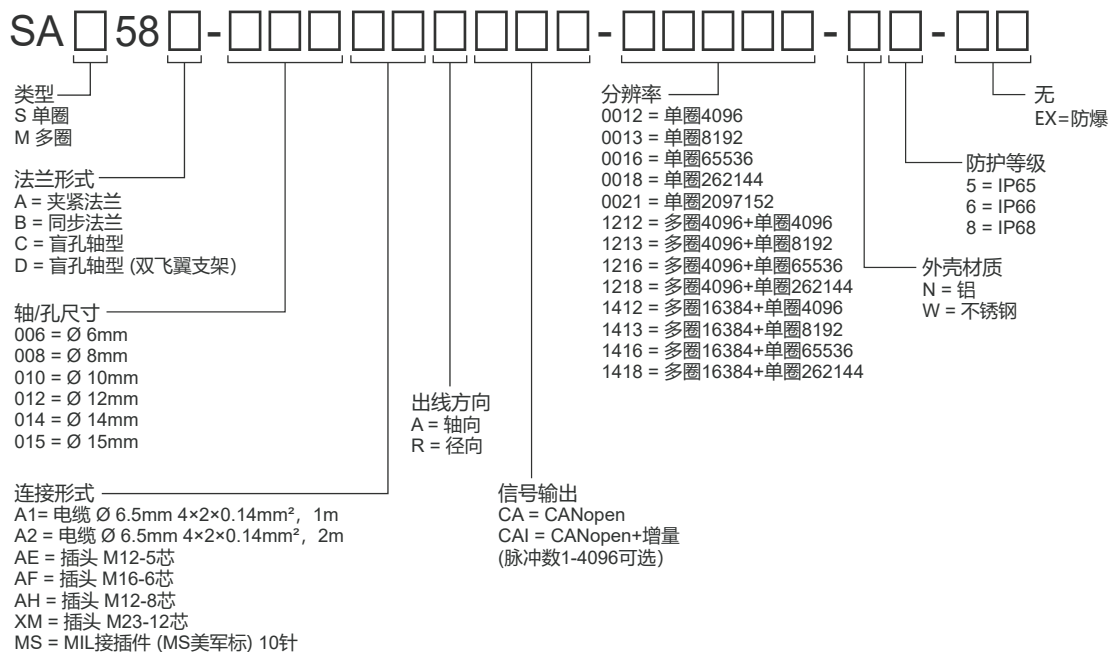 SA□58□-□□□□□□□□□-□□□□□-□□-□□
类型
S 单圈
M 多圈
法兰形式
A = 夹紧法兰
B = 同步法兰
C = 盲孔轴型
D = 盲孔轴型 (双飞翼支架)
轴/孔尺寸
006 = Ø 6mm
008 = Ø 8mm
010 = Ø 10mm
012 = Ø 12mm
014 = Ø 14mm
015 = Ø 15mm
连接形式
A1= 电缆 Ø 6.5mm 4×2×0.14mm²，1m
A2 = 电缆 Ø 6.5mm 4×2×0.14mm²，2m
AE = 插头 M12-5芯
AF = 插头 M16-6芯
AH = 插头 M12-8芯
XM = 插头 M23-12芯
MS = MIL接插件 (MS美军标) 10针
出线方向
A = 轴向
R = 径向
信号输出
CA = CANopen
CAI = CANopen+增量
(脉冲数1-4096可选)
分辨率
0012 = 单圈4096
0013 = 单圈8192
0016 = 单圈65536
0018 = 单圈262144
0021 = 单圈2097152
1212 = 多圈4096+单圈4096
1213 = 多圈4096+单圈8192
1216 = 多圈4096+单圈65536
1218 = 多圈4096+单圈262144
1412 = 多圈16384+单圈4096
1413 = 多圈16384+单圈8192
1416 = 多圈16384+单圈65536
1418 = 多圈16384+单圈262144
外壳材质
N = 铝
W = 不锈钢
防护等级
5 = IP65
6 = IP66
8 = IP68
无
EX=防爆